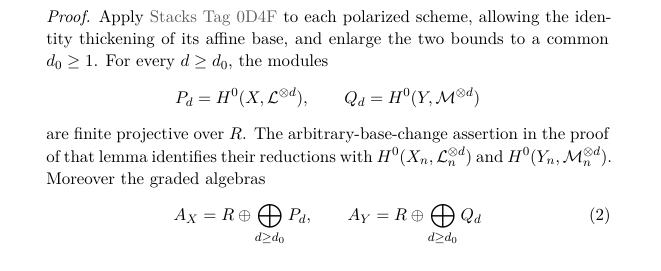 Proof. Apply Stacks Tag 0D4F to each polarized scheme, allowing the iden-
tity thickening of its affine base, and enlarge the two bounds to a common
d₀ ≥ 1. For every d ≥ d₀, the modules
P_d = H⁰(X, ℒ^{⊗d}), Q_d = H⁰(Y, ℳ^{⊗d})
are finite projective over R. The arbitrary-base-change assertion in the proof
of that lemma identifies their reductions with H⁰(X_n, ℒ_n^{⊗d}) and H⁰(Y_n, ℳ_n^{⊗d}).
Moreover the graded algebras
A_X = R ⊕ ⨁_{d≥d₀} P_d, A_Y = R ⊕ ⨁_{d≥d₀} Q_d (2)